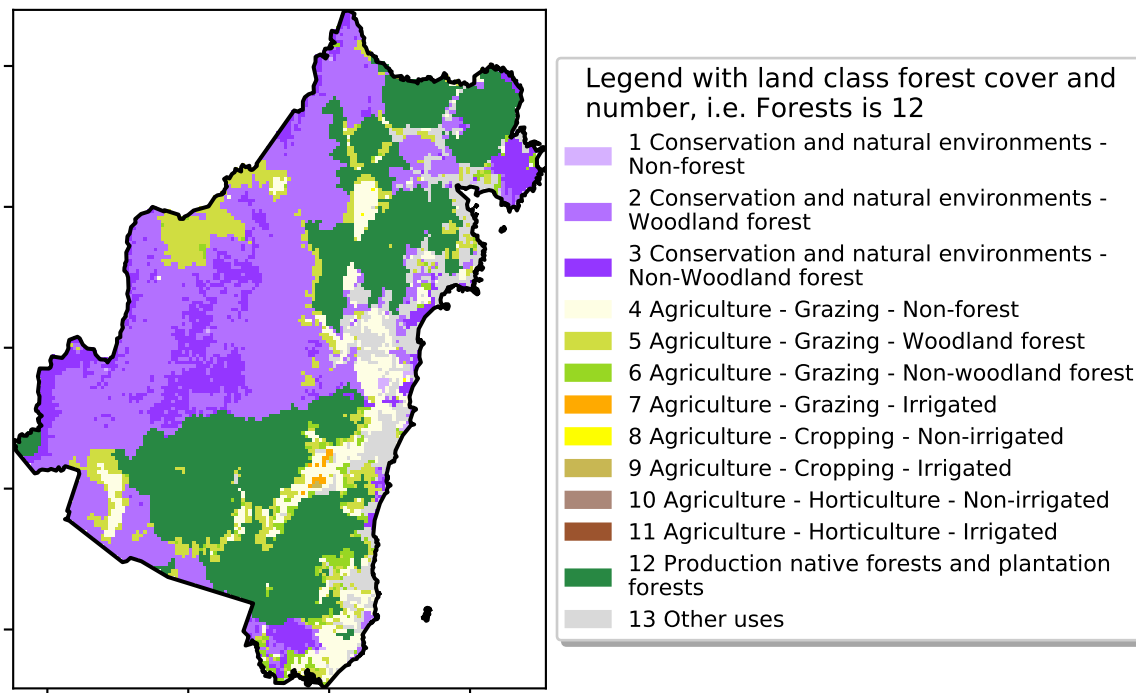 Legend with land class forest cover and
number, i.e. Forests is 12
1 Conservation and natural environments -
Non-forest
2 Conservation and natural environments -
Woodland forest
3 Conservation and natural environments -
Non-Woodland forest
4 Agriculture - Grazing - Non-forest
5 Agriculture - Grazing - Woodland forest
6 Agriculture - Grazing - Non-woodland forest
7 Agriculture - Grazing - Irrigated
8 Agriculture - Cropping - Non-irrigated
9 Agriculture - Cropping - Irrigated
10 Agriculture - Horticulture - Non-irrigated
11 Agriculture - Horticulture - Irrigated
12 Production native forests and plantation
forests
13 Other uses